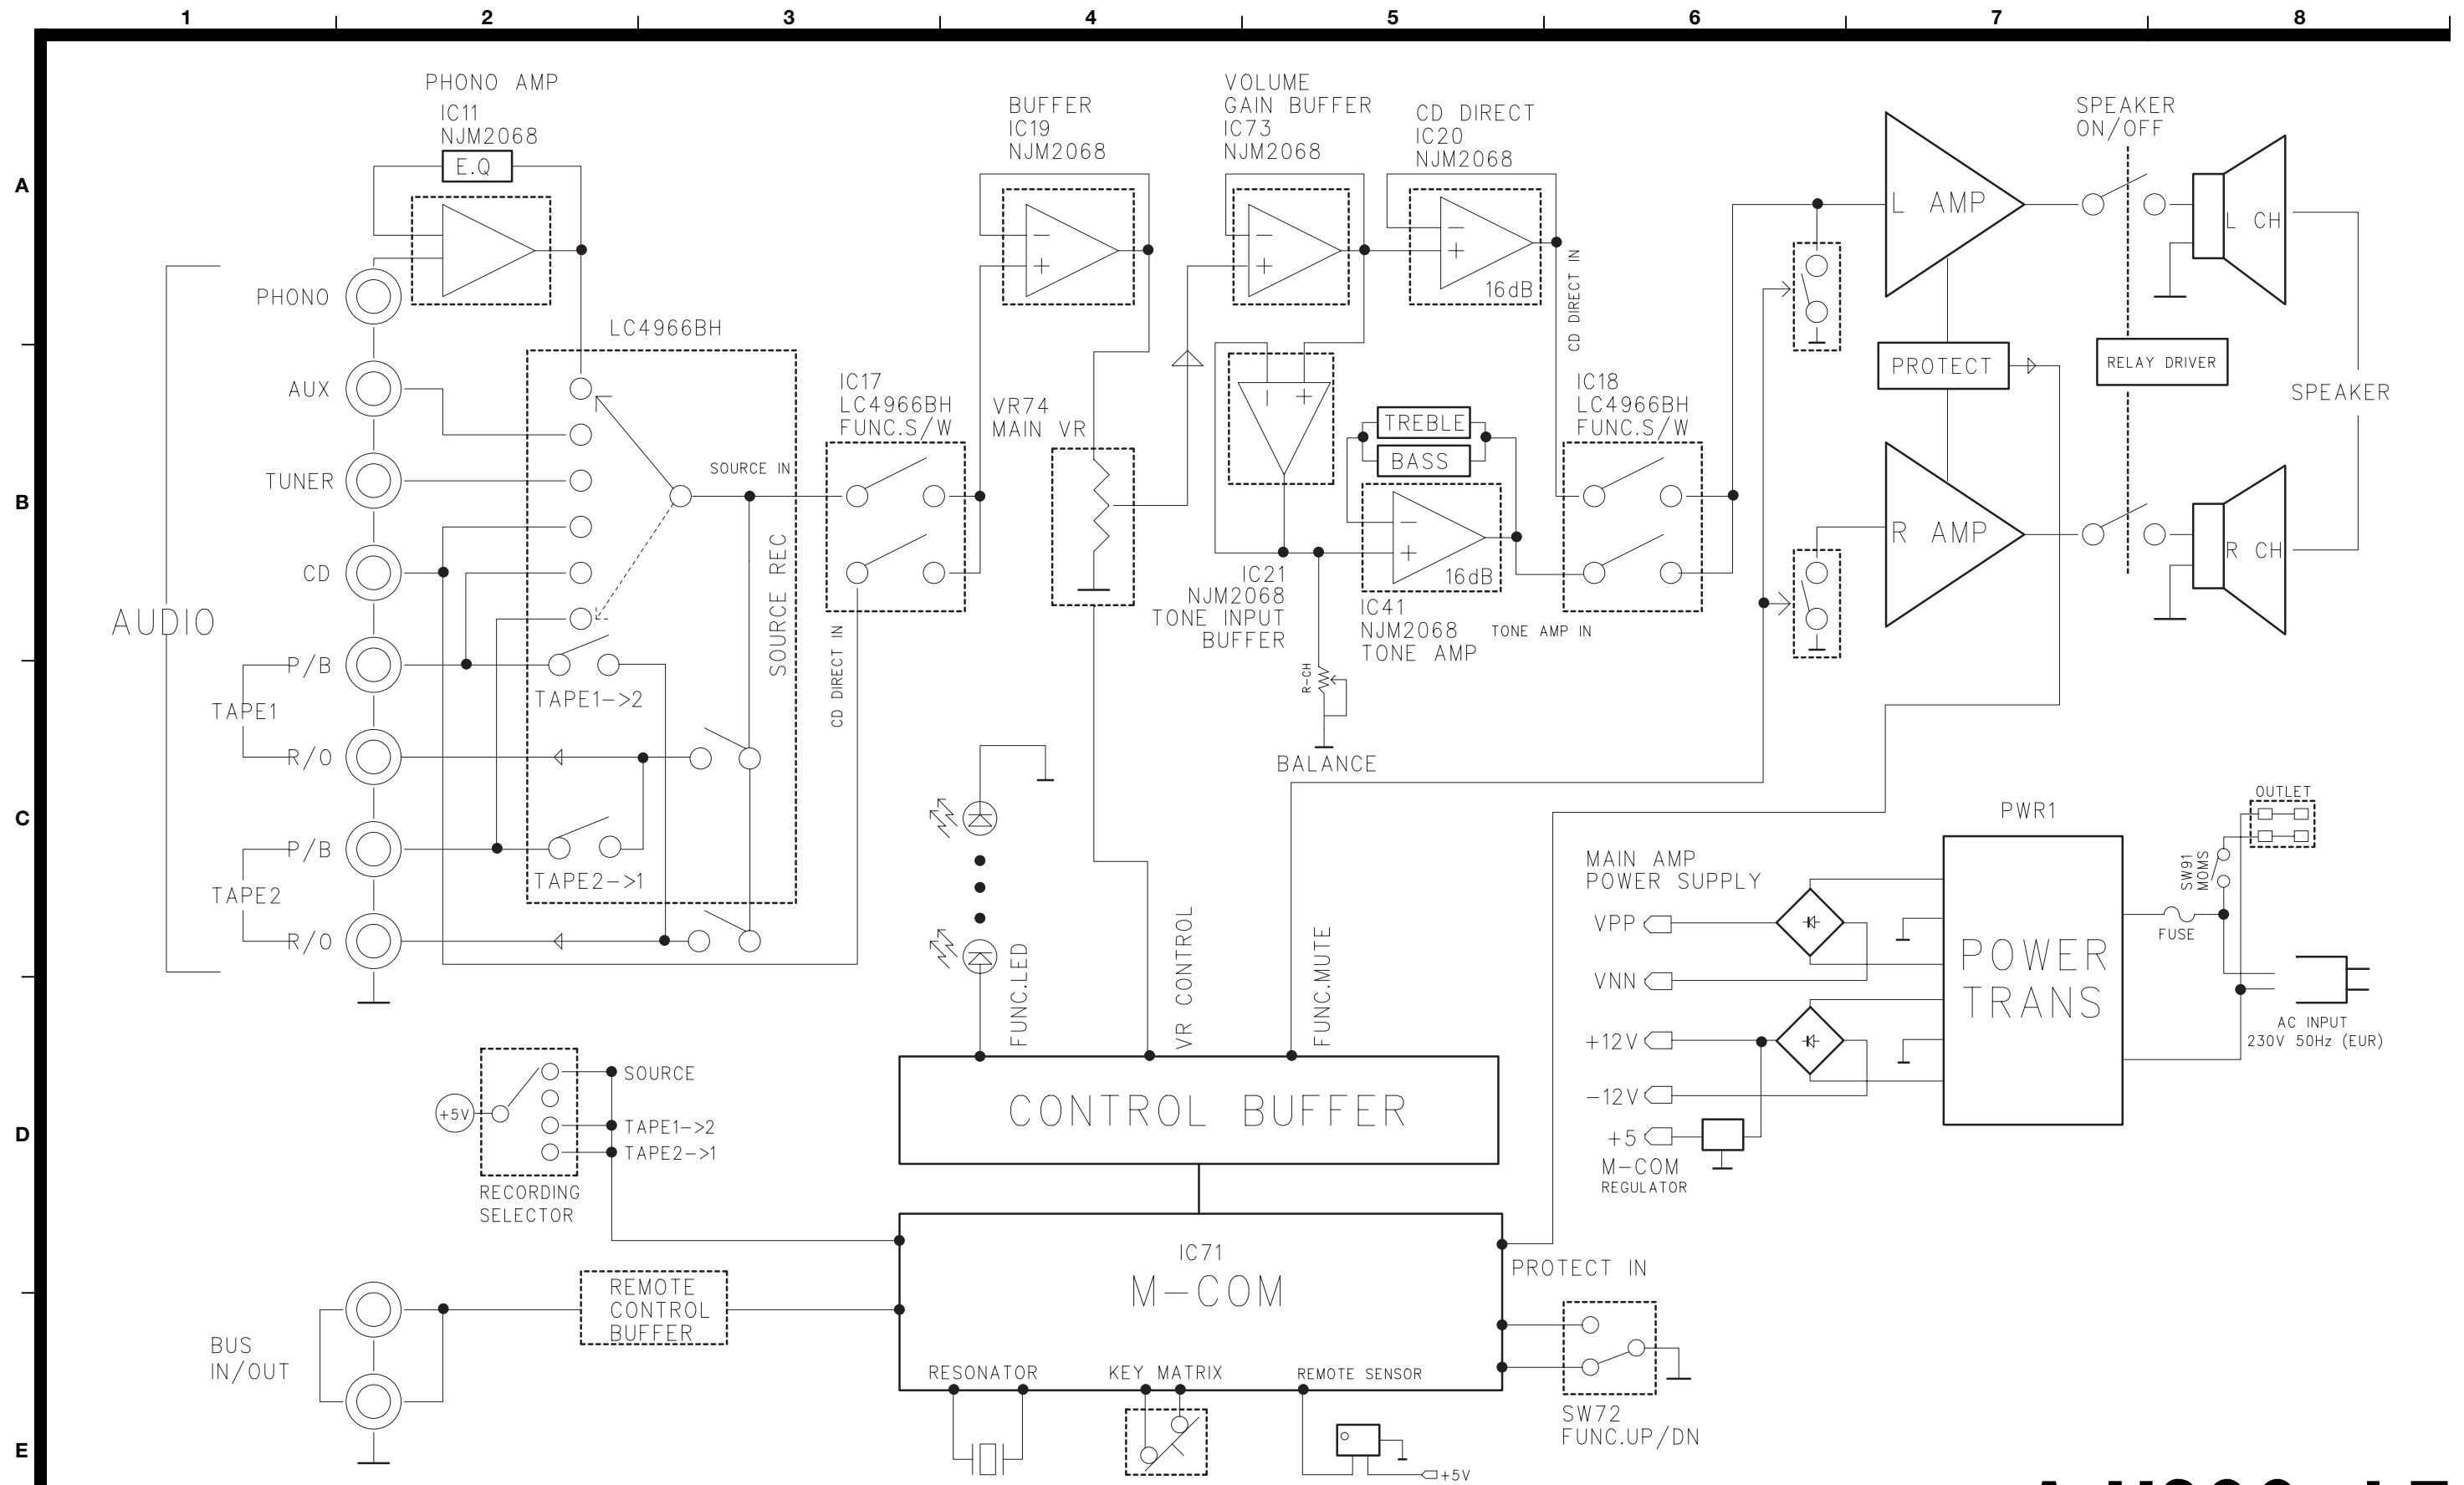 1 2 3 4 5 6 7 8
A
B
C
D
E
PHONO AMP
IC11
NJM2068
E.Q
PHONO
AUX
TUNER
CD
AUDIO
P/B
TAPE1
R/O
P/B
TAPE2
R/O
LC4966BH
SOURCE IN
SOURCE REC
TAPE1->2
TAPE2->1
IC17
LC4966BH
FUNC.S/W
CD DIRECT IN
BUFFER
IC19
NJM2068
−
+
VR74
MAIN VR
VOLUME
GAIN BUFFER
IC73
NJM2068
−
+
CD DIRECT
IC20
NJM2068
−
+
16dB
CD DIRECT IN
− +
IC21
NJM2068
TONE INPUT
BUFFER
TREBLE
BASS
−
+
16dB
IC41
NJM2068
TONE AMP
TONE AMP IN
R-CH
BALANCE
IC18
LC4966BH
FUNC.S/W
L AMP
PROTECT
R AMP
SPEAKER
ON/OFF
RELAY DRIVER
L CH
R CH
SPEAKER
FUNC.LED
VR CONTROL
FUNC.MUTE
CONTROL BUFFER
+5V
SOURCE
TAPE1->2
TAPE2->1
RECORDING
SELECTOR
MAIN AMP
POWER SUPPLY
VPP
VNN
+12V
-12V
+5
M-COM
REGULATOR
PWR1
POWER
TRANS
FUSE
SW91
MOMS
OUTLET
AC INPUT
230V 50Hz (EUR)
IC71
M-COM
PROTECT IN
RESONATOR
KEY MATRIX
REMOTE SENSOR
+5V
SW72
FUNC.UP/DN
BUS
IN/OUT
REMOTE
CONTROL
BUFFER